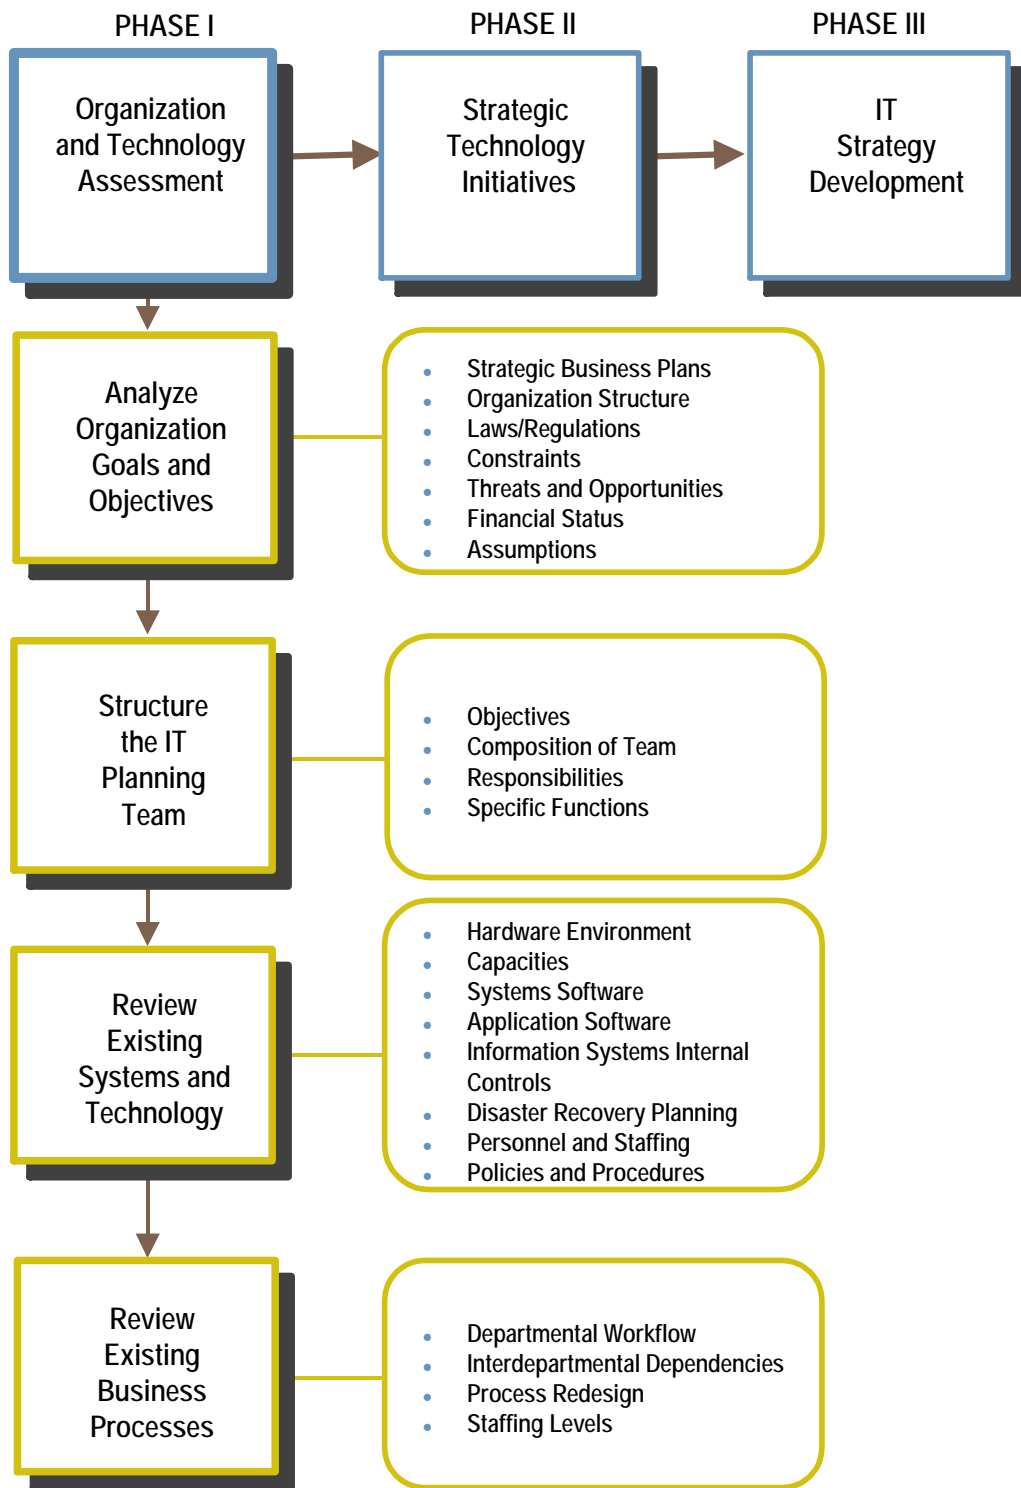 PHASE I
PHASE II
PHASE III
Organization
and Technology
Assessment
Strategic
Technology
Initiatives
IT
Strategy
Development
Analyze
Organization
Goals and
Objectives
Strategic Business Plans
Organization Structure
Laws/Regulations
Constraints
Threats and Opportunities
Financial Status
Assumptions
Structure
the IT
Planning
Team
Objectives
Composition of Team
Responsibilities
Specific Functions
Review
Existing
Systems and
Technology
Hardware Environment
Capacities
Systems Software
Application Software
Information Systems Internal
Controls
Disaster Recovery Planning
Personnel and Staffing
Policies and Procedures
Review
Existing
Business
Processes
Departmental Workflow
Interdepartmental Dependencies
Process Redesign
Staffing Levels